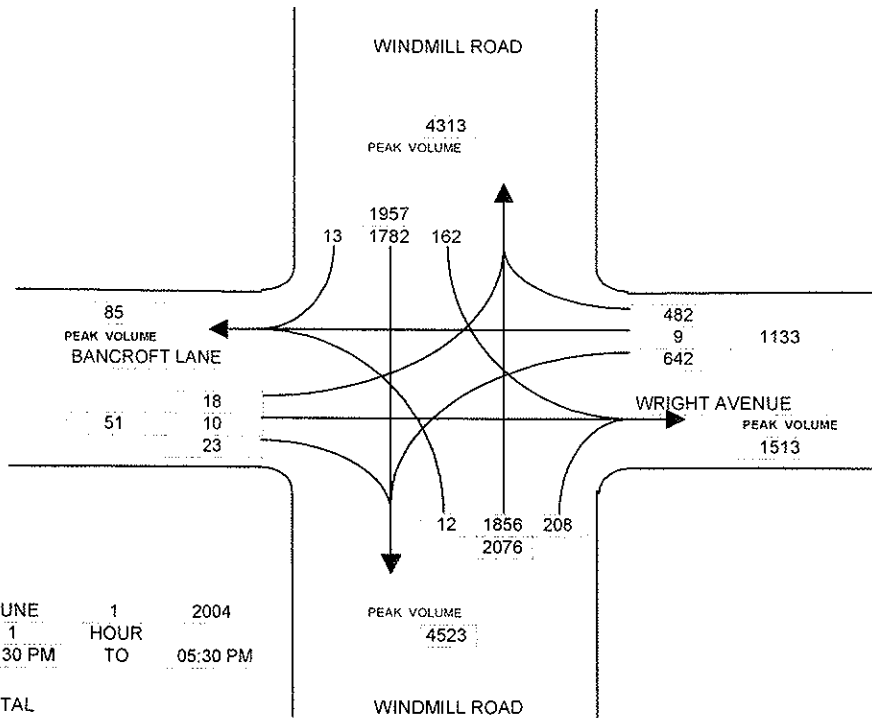 WINDMILL ROAD
4313
PEAK VOLUME
1957
13 1782 162
85
PEAK VOLUME
BANCROFT LANE
482
9 1133
642
18
51 10
23
WRIGHT AVENUE
PEAK VOLUME
1513
12 1856 208
2076
UNE 1 2004
1 HOUR
30 PM TO 05:30 PM
TAL
PEAK VOLUME
4523
WINDMILL ROAD